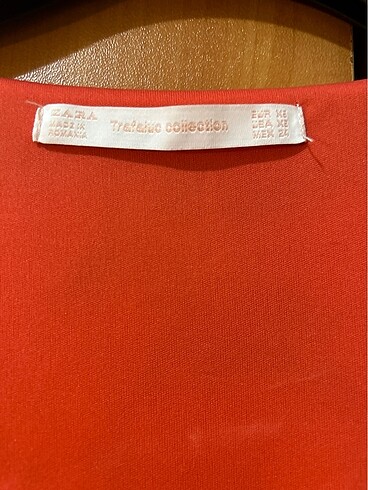 ZARA
MADE IN
ROMANIA
Trafaluc collection
EUR XS
USA XS
MEX 24